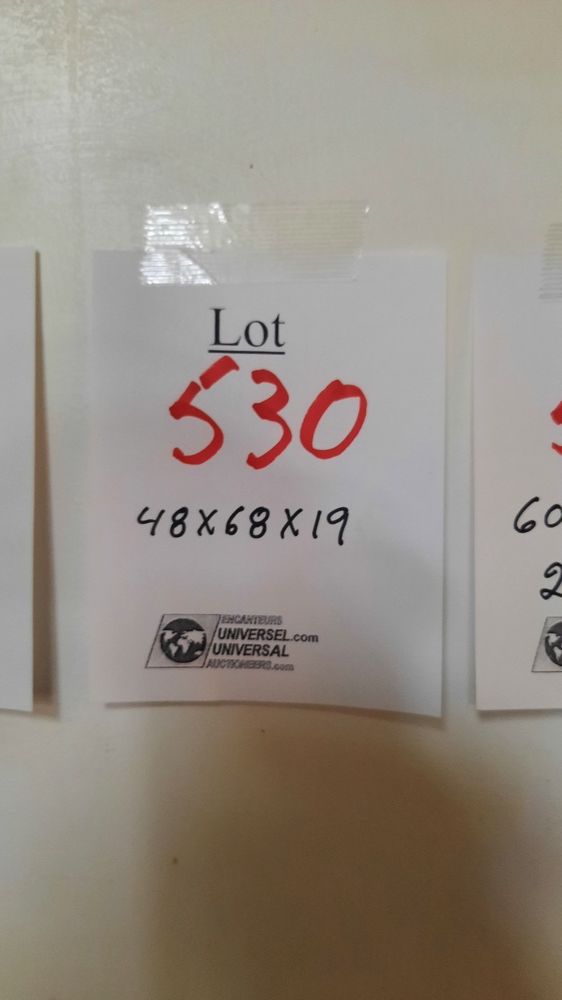 Lot
530
48X68X19
ENCANTEURS
UNIVERSEL.com
UNIVERSAL
AUCTIONEERS.com
60
2